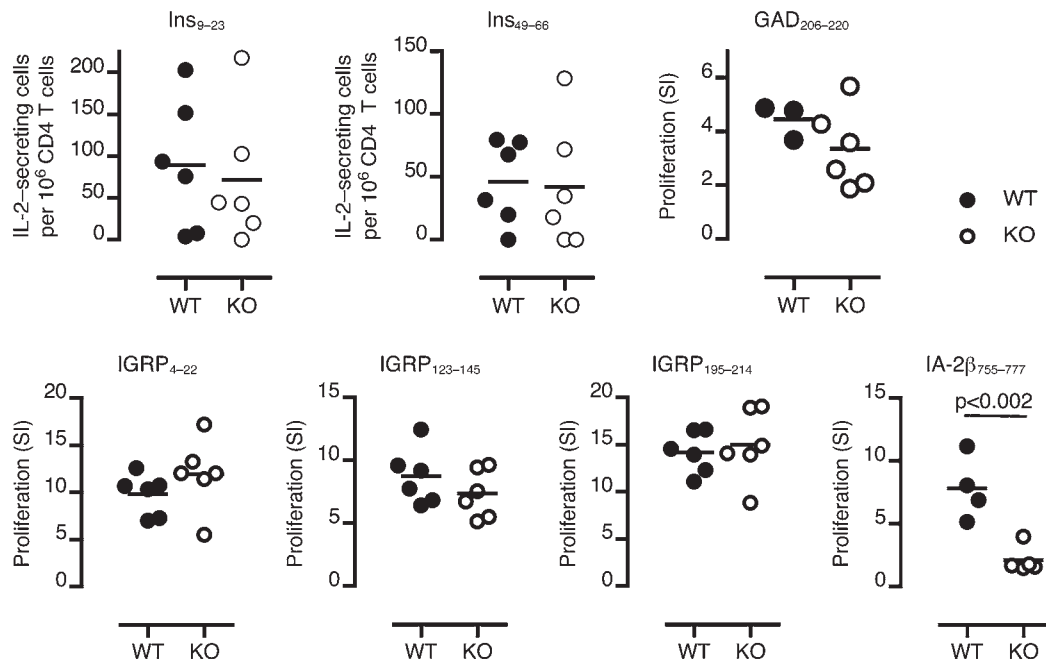 Ins9–23
IL-2–secreting cells
per 10⁶ CD4 T cells
200
150
100
50
0
WT KO
Ins49–66
IL-2–secreting cells
per 10⁶ CD4 T cells
150
100
50
0
WT KO
GAD206–220
Proliferation (SI)
6
4
2
0
WT KO
WT
KO
IGRP4–22
Proliferation (SI)
20
15
10
5
0
WT KO
IGRP123–145
Proliferation (SI)
15
10
5
0
WT KO
IGRP195–214
Proliferation (SI)
20
15
10
5
0
WT KO
IA-2β755–777
p<0.002
Proliferation (SI)
15
10
5
0
WT KO